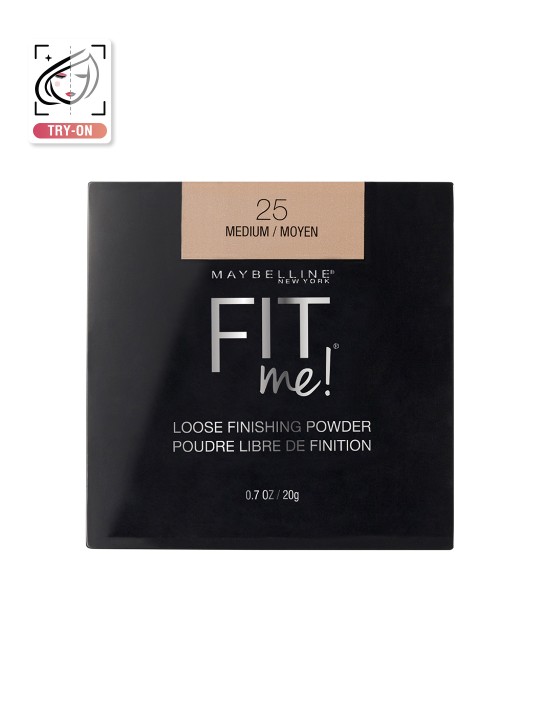 TRY-ON
25
MEDIUM / MOYEN
MAYBELLINE®
NEW YORK
FIT
me!®
LOOSE FINISHING POWDER
POUDRE LIBRE DE FINITION
0.7 OZ / 20g